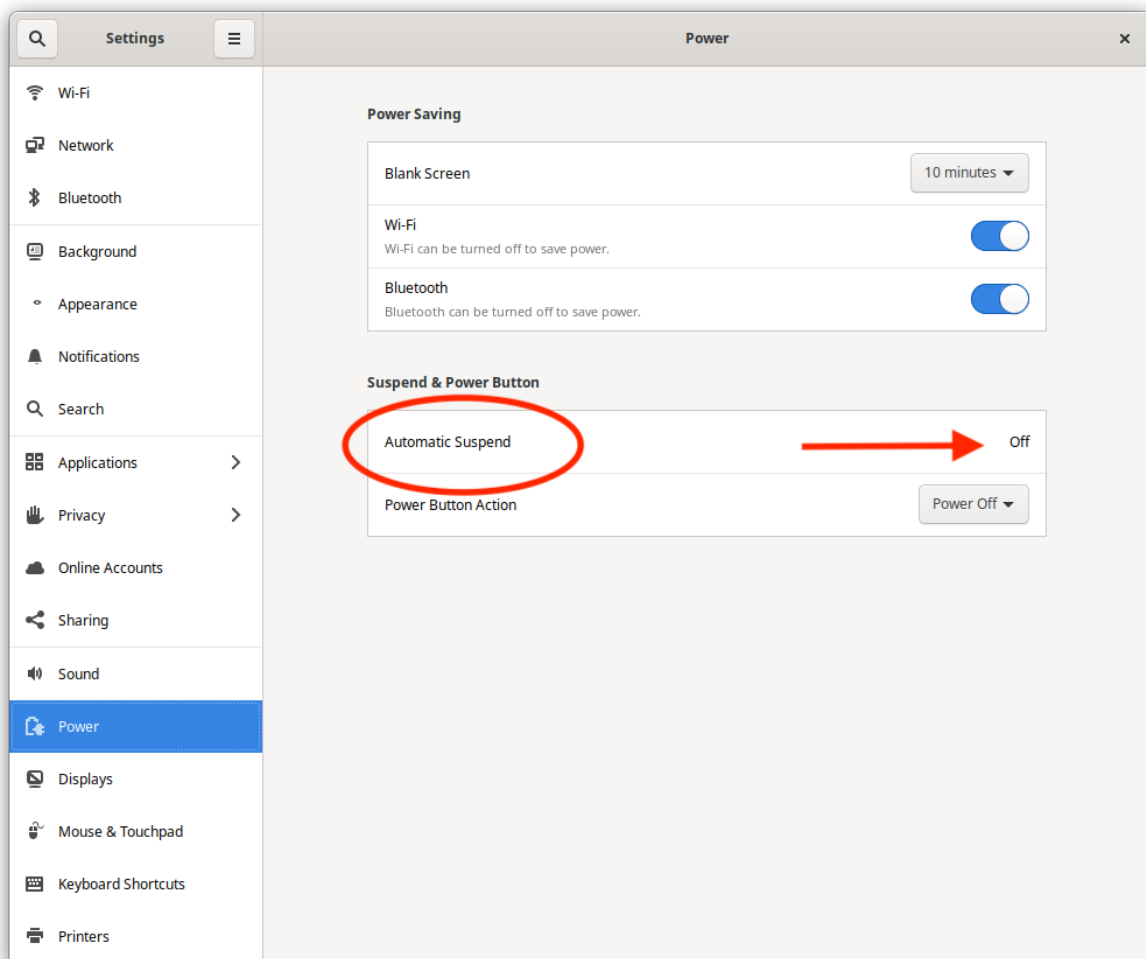 Settings
Power
Wi-Fi
Network
Bluetooth
Background
Appearance
Notifications
Search
Applications
Privacy
Online Accounts
Sharing
Sound
Power
Displays
Mouse & Touchpad
Keyboard Shortcuts
Printers
Power Saving
Blank Screen
10 minutes
Wi-Fi
Wi-Fi can be turned off to save power.
Bluetooth
Bluetooth can be turned off to save power.
Suspend & Power Button
Automatic Suspend
Off
Power Button Action
Power Off